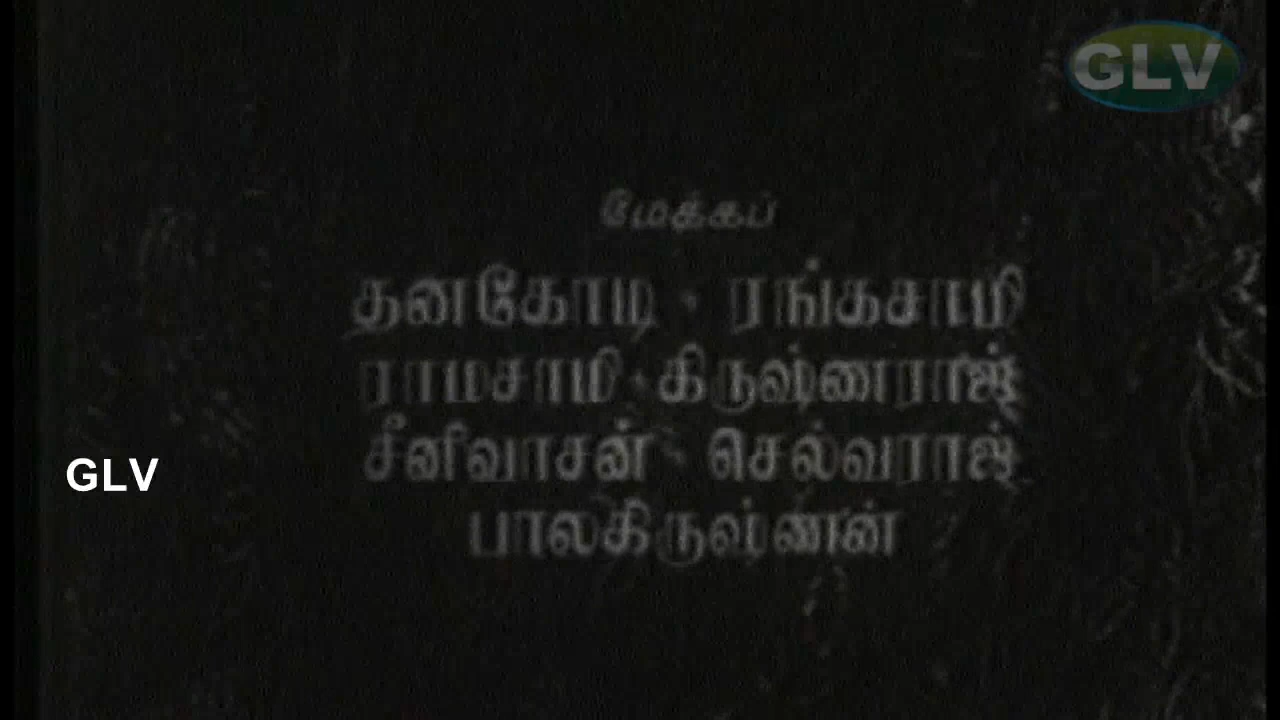 GLV
மேக்கப்
தனகோடி · ரங்கசாமி
ராமசாமி · கிருஷ்ணராஜ்
சீனிவாசன் · செல்வராஜ்
GLV
பாலகிருஷ்ணன்